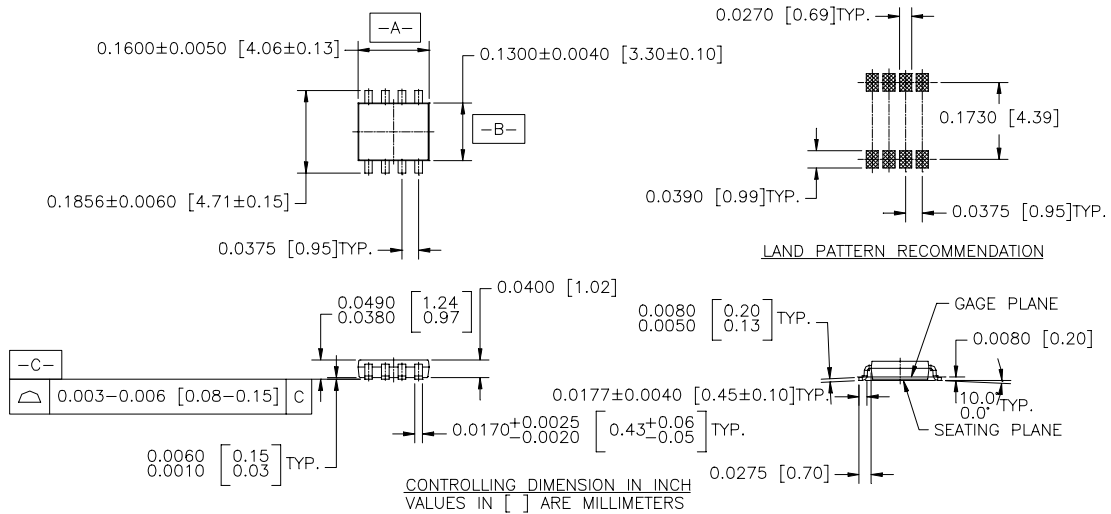 -A-
0.1600±0.0050 [4.06±0.13]
0.1300±0.0040 [3.30±0.10]
-B-
0.1856±0.0060 [4.71±0.15]
0.0375 [0.95]TYP.
0.0270 [0.69]TYP.
0.1730 [4.39]
0.0390 [0.99]TYP.
0.0375 [0.95]TYP.
LAND PATTERN RECOMMENDATION
0.0490 [1.24
0.0380 0.97]
0.0400 [1.02]
-C-
0.003-0.006 [0.08-0.15] C
0.0170+0.0025 -0.0020 [0.43+0.06 -0.05] TYP.
0.0060 [0.15
0.0010 0.03] TYP.
0.0080 [0.20
0.0050 0.13] TYP.
GAGE PLANE
0.0080 [0.20]
0.0177±0.0040 [0.45±0.10]TYP.
10.0°
0.0° TYP.
SEATING PLANE
0.0275 [0.70]
CONTROLLING DIMENSION IN INCH
VALUES IN [ ] ARE MILLIMETERS